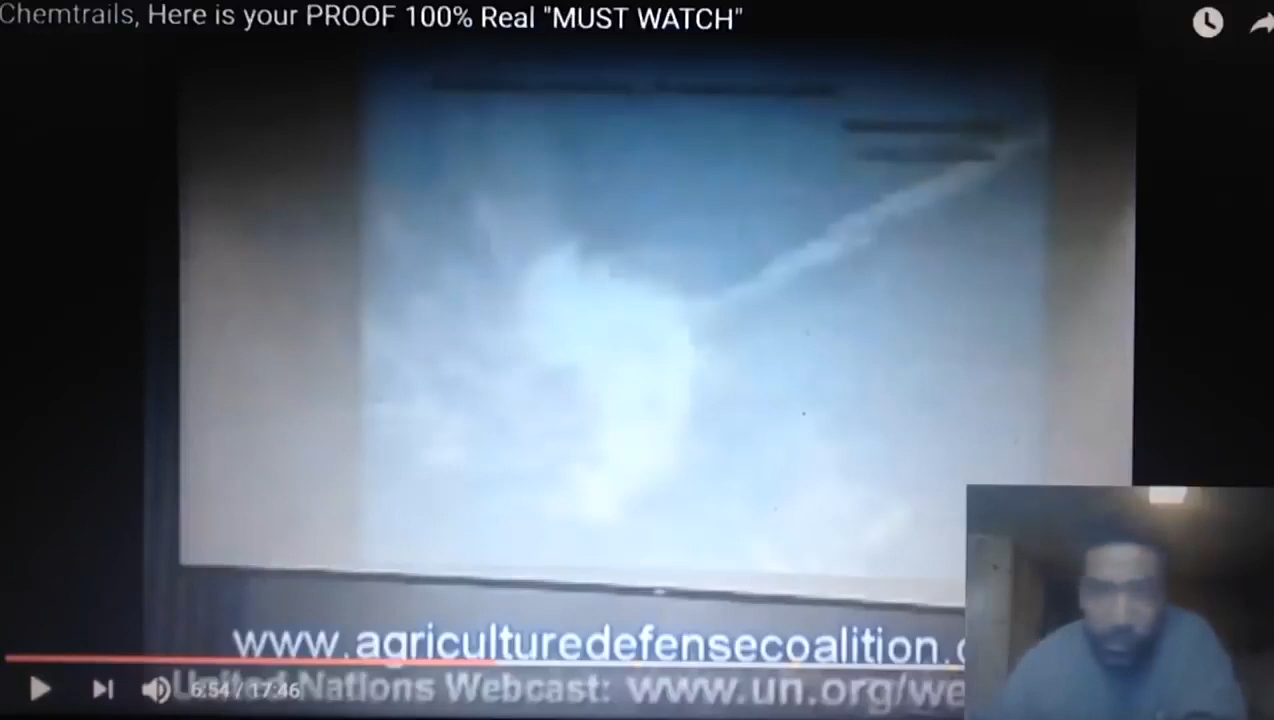 Chemtrails, Here is your PROOF 100% Real "MUST WATCH"
www.agriculturedefensecoalition.
6:54 / 17:46
United Nations Webcast: www.un.org/we